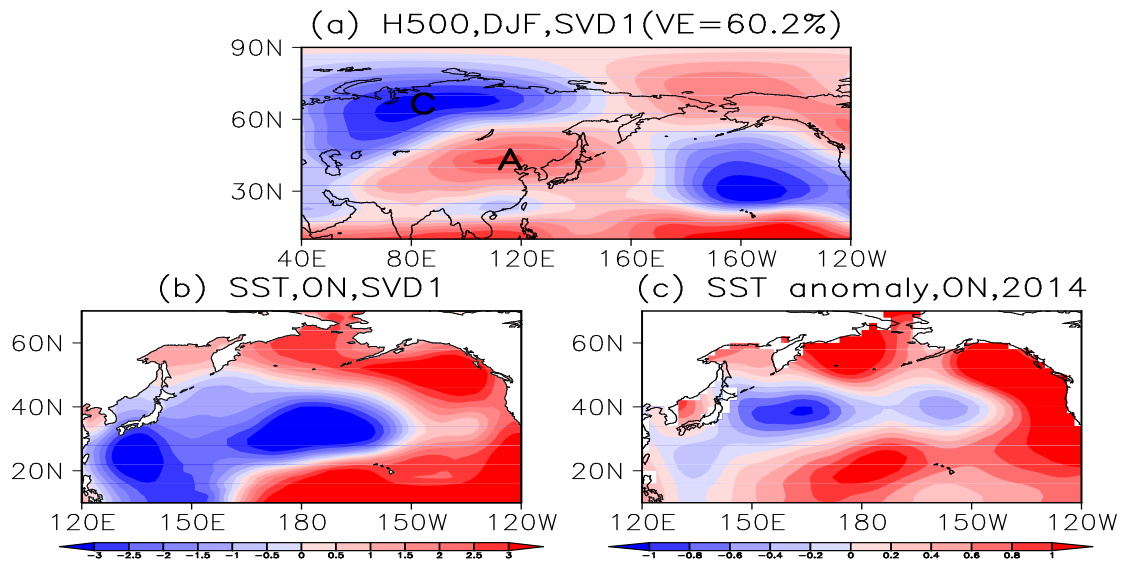 (a) H500,DJF,SVD1(VE=60.2%)
90N
60N
30N
C
A
40E 80E 120E 160E 160W 120W
(b) SST,ON,SVD1
60N
40N
20N
120E 150E 180 150W 120W
-3 -2.5 -2 -1.5 -1 -0.5 0 0.5 1 1.5 2 2.5 3
(c) SST anomaly,ON,2014
60N
40N
20N
120E 150E 180 150W 120W
-1 -0.8 -0.6 -0.4 -0.2 0 0.2 0.4 0.6 0.8 1